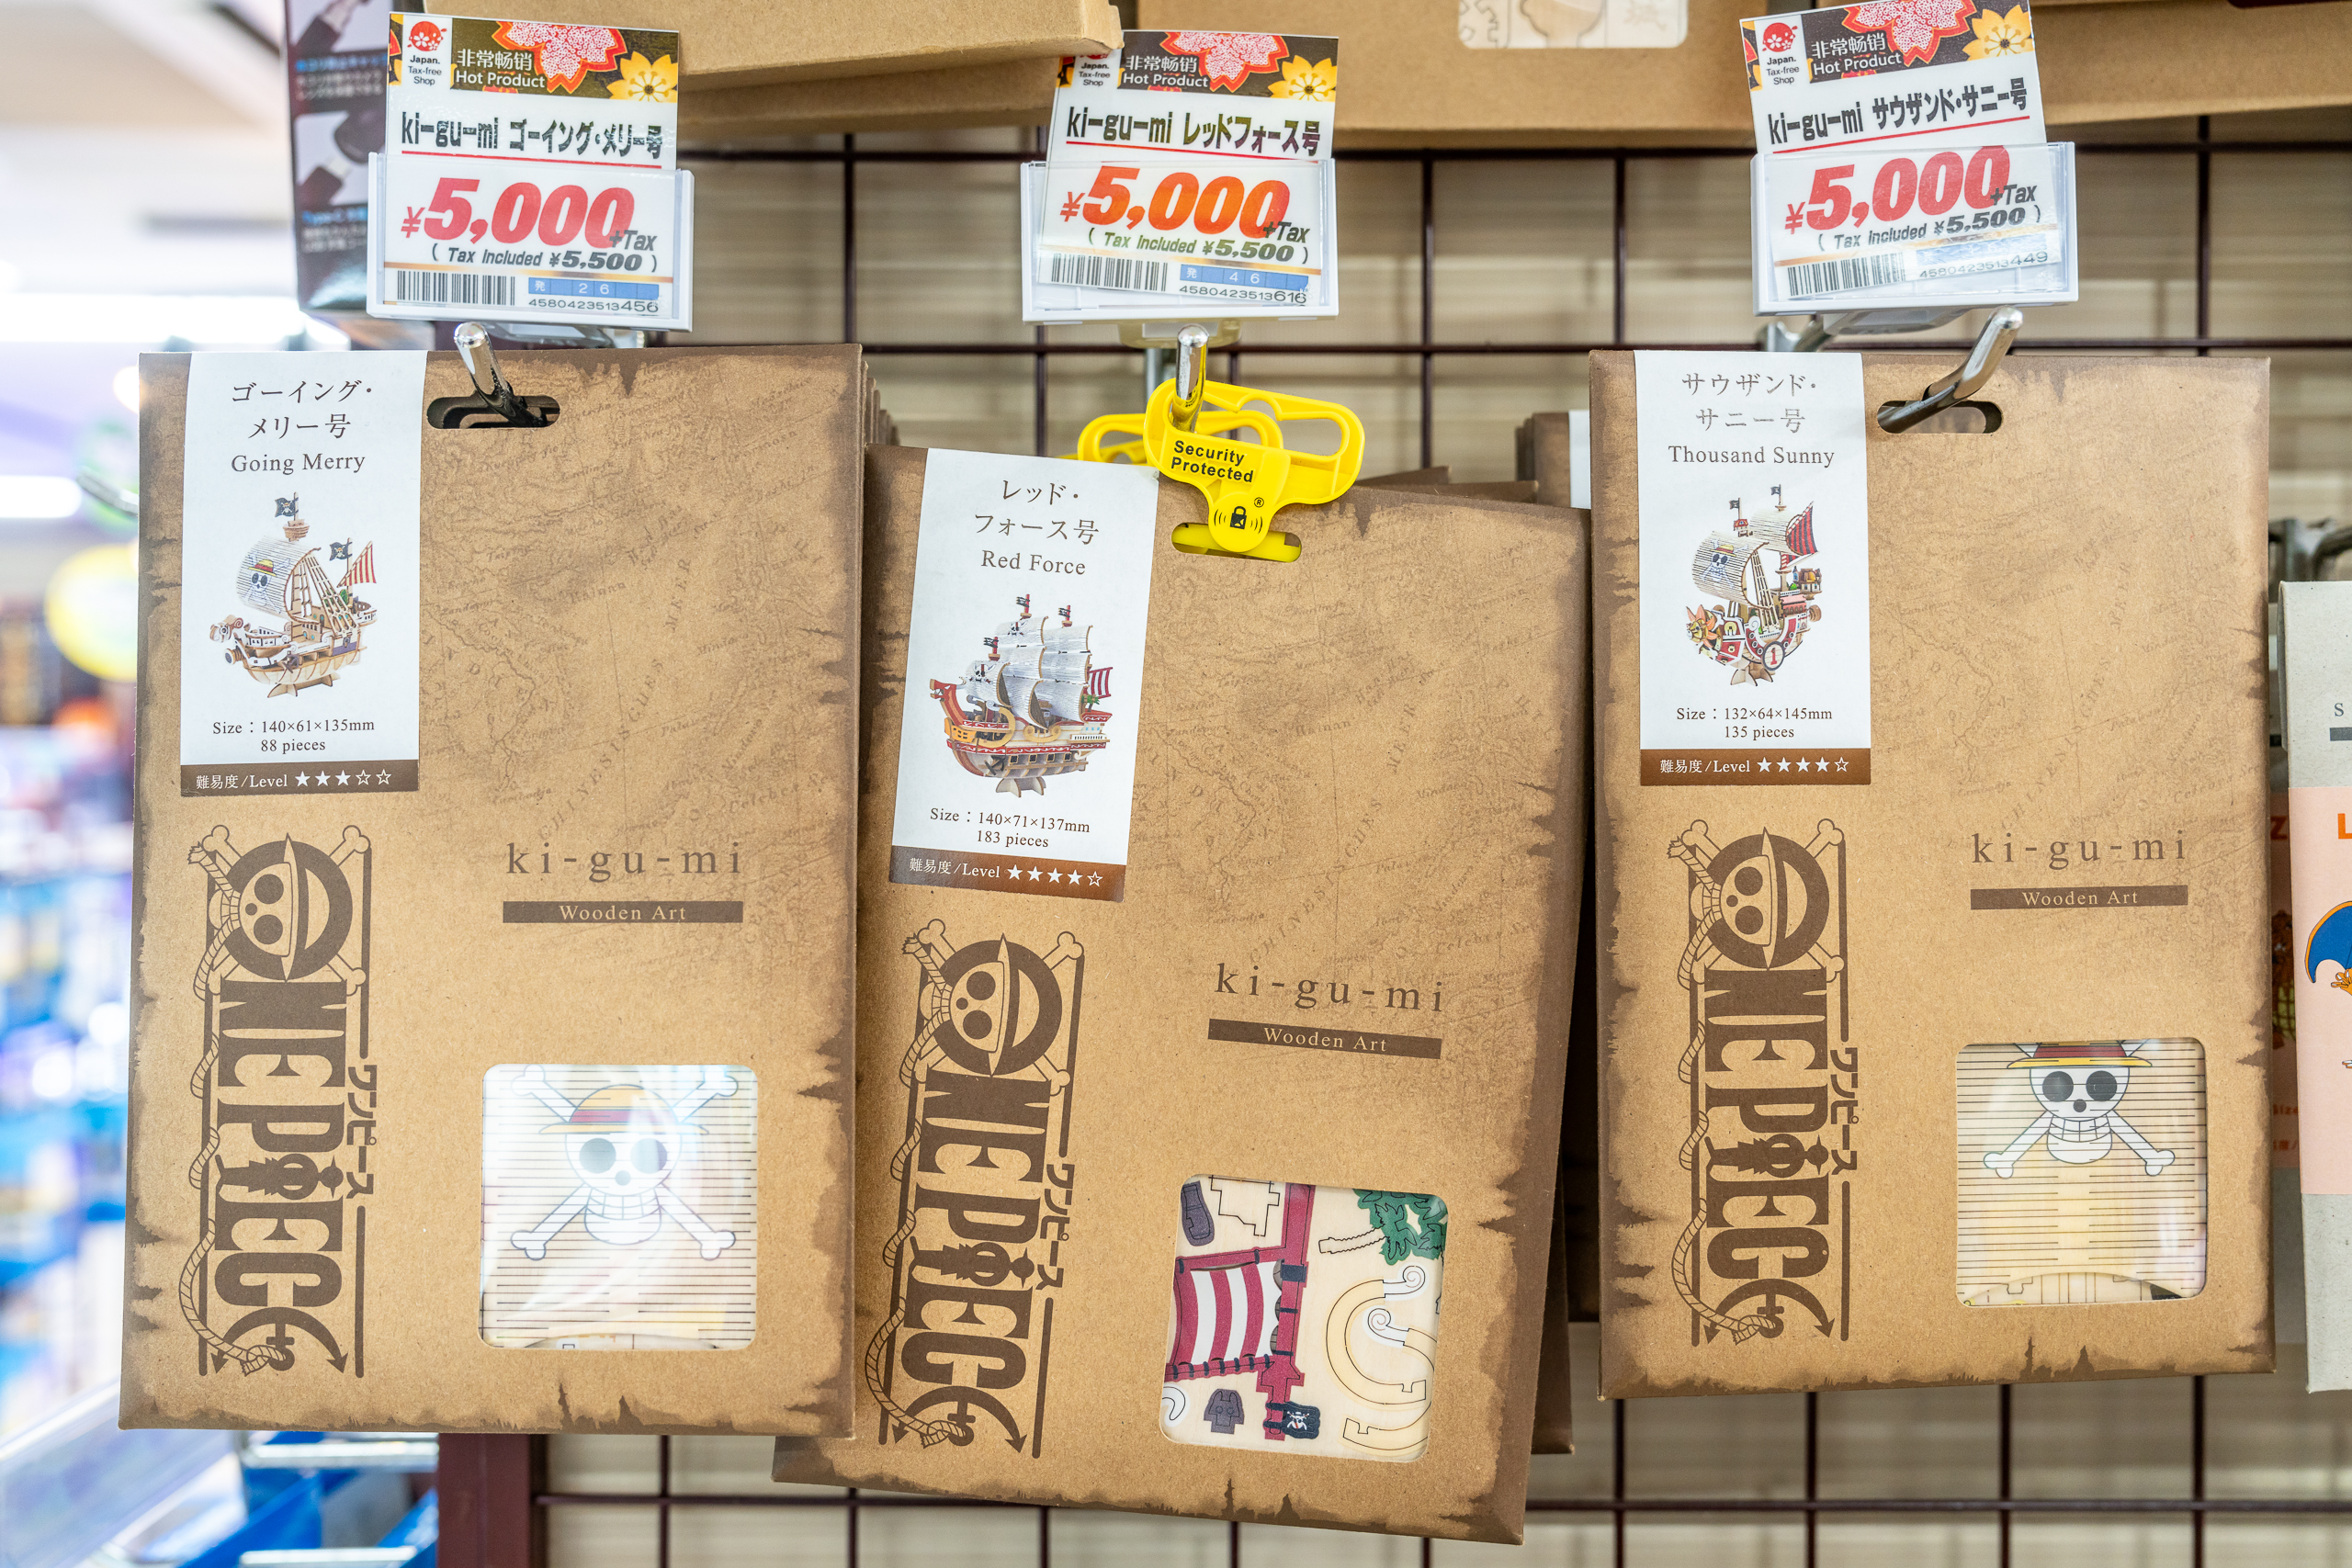 Japan.
Tax-free
Shop
非常畅销
Hot Product
ki-gu-mi ゴーイング・メリー号
¥5,000+Tax
( Tax Included ¥5,500 )
発 2 6
4580423513456
Japan.
Tax-free
Shop
非常畅销
Hot Product
ki-gu-mi レッドフォース号
¥5,000+Tax
( Tax Included ¥5,500 )
発 4 6
4580423513616
Japan.
Tax-free
Shop
非常畅销
Hot Product
ki-gu-mi サウザンド・サニー号
¥5,000+Tax
( Tax Included ¥5,500 )
4580423513449
ゴーイング・
メリー号
Going Merry
Size：140×61×135mm
88 pieces
難易度/Level ★★★☆☆
ki-gu-mi
Wooden Art
ONE PIECE
ワンピース
Security
Protected
®
レッド・
フォース号
Red Force
Size：140×71×137mm
183 pieces
難易度/Level ★★★★☆
ki-gu-mi
Wooden Art
ONE PIECE
ワンピース
サウザンド・
サニー号
Thousand Sunny
Size：132×64×145mm
135 pieces
難易度/Level ★★★★☆
1
ki-gu-mi
Wooden Art
ONE PIECE
ワンピース